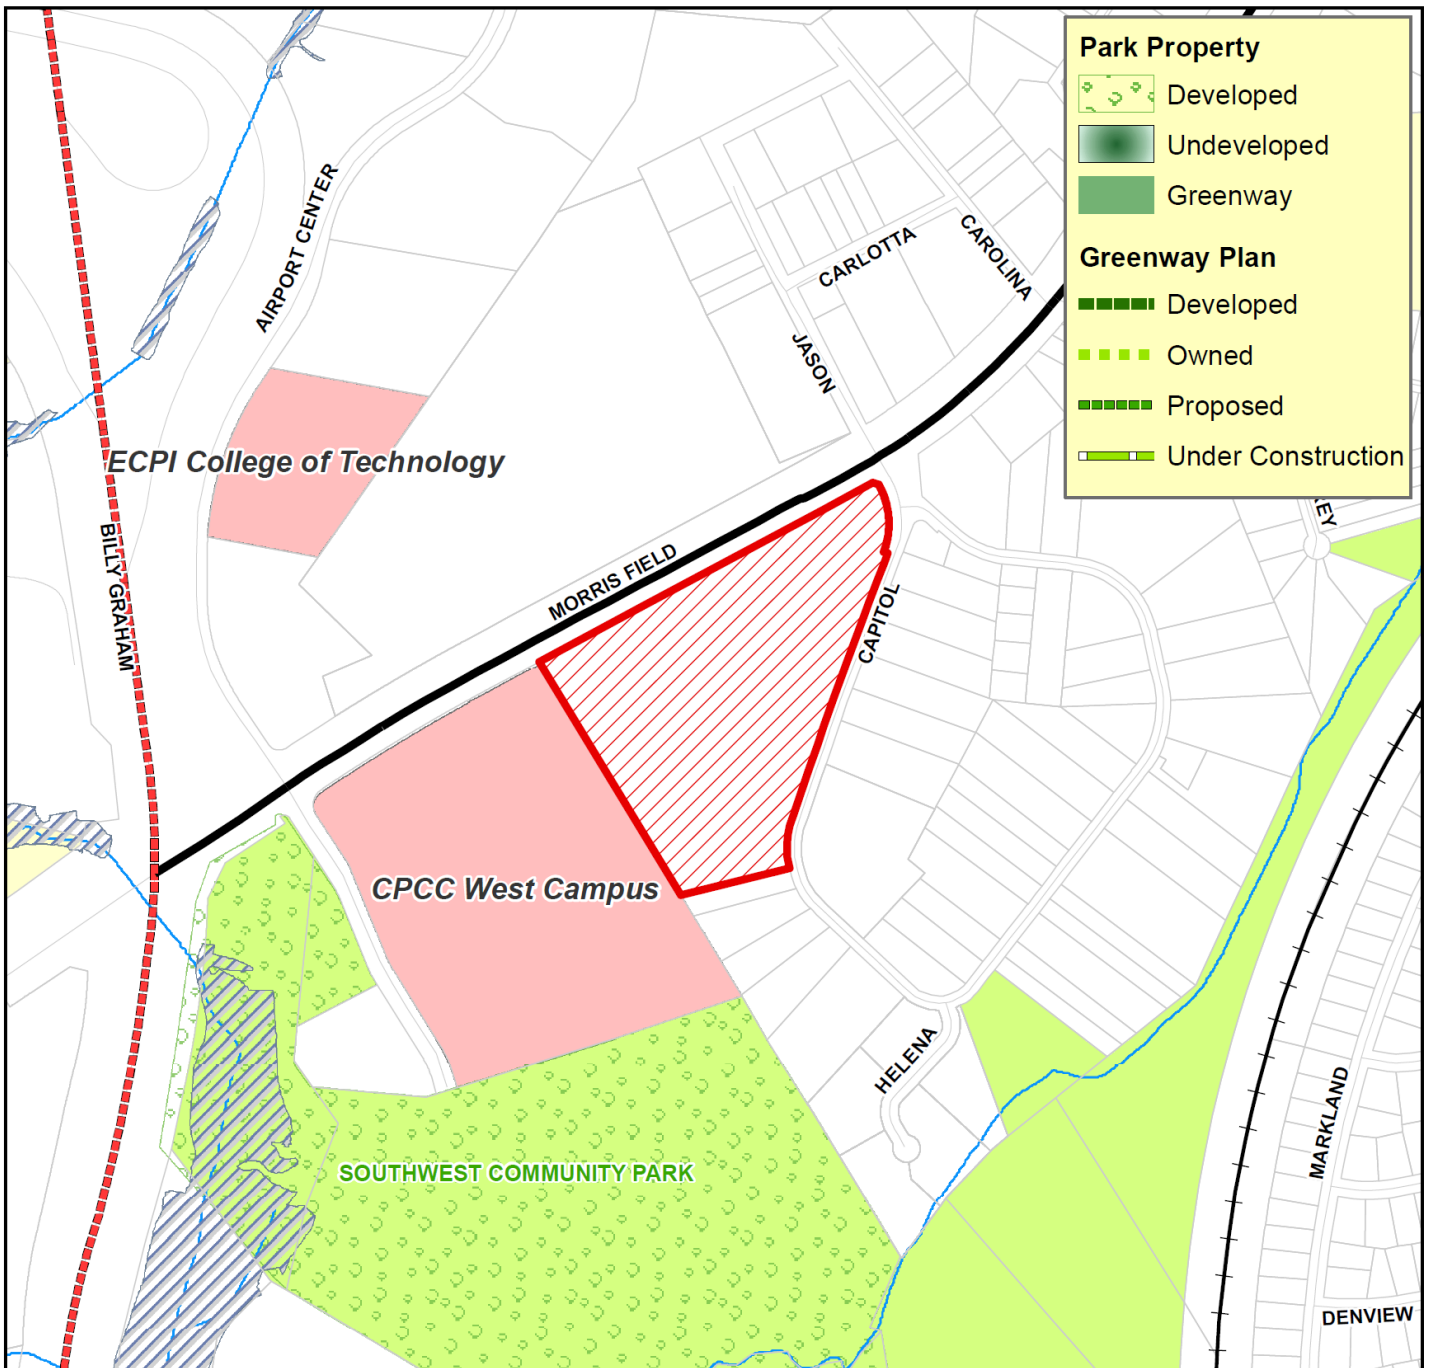 Park Property
Developed
Undeveloped
Greenway
Greenway Plan
Developed
Owned
Proposed
Under Construction
AIRPORT CENTER
CARLOTTA
CAROLINA
JASON
ECPI College of Technology
BILLY GRAHAM
MORRIS FIELD
CAPITOL
CPCC West Campus
HELENA
SOUTHWEST COMMUNITY PARK
MARKLAND
DENVIEW